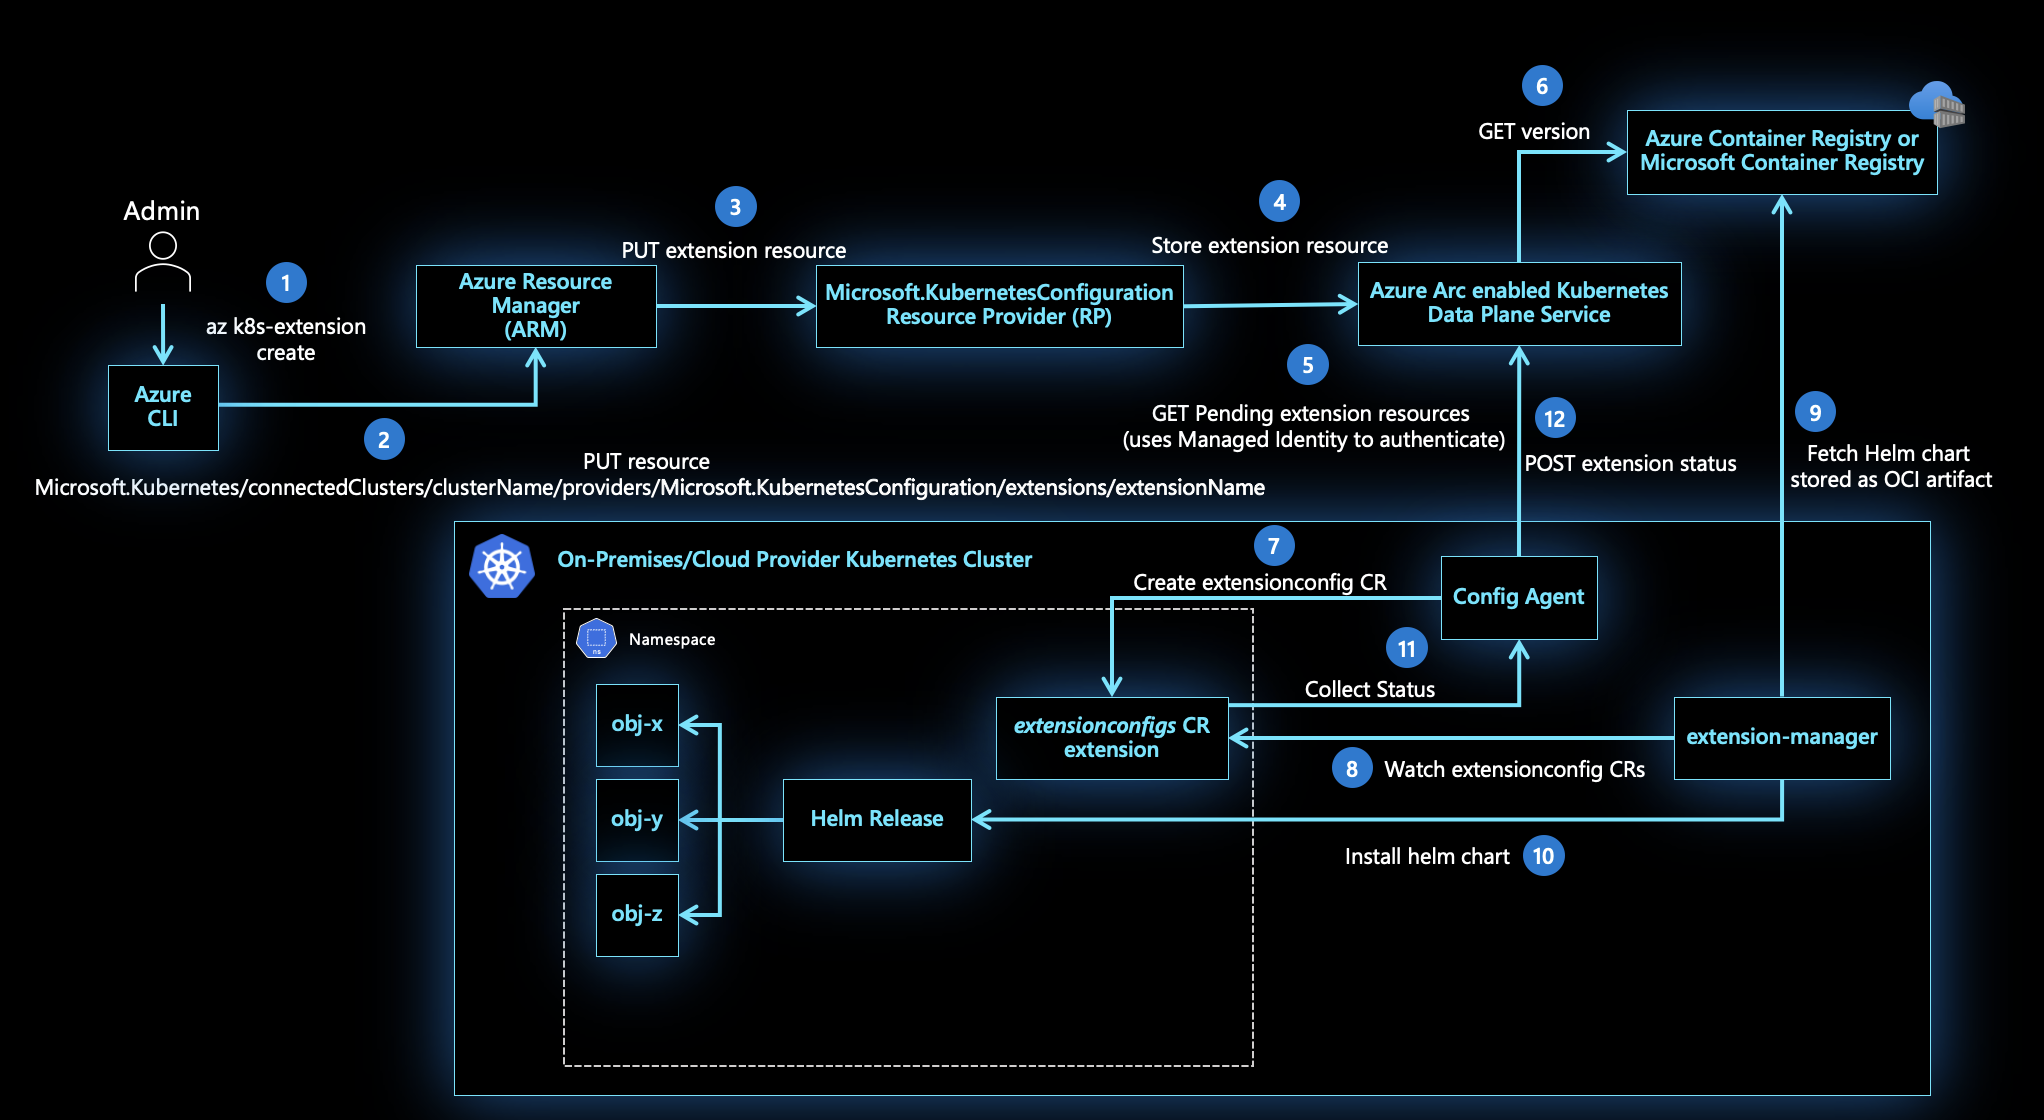 6
GET version
Azure Container Registry or
Microsoft Container Registry
Admin
1
az k8s-extension
create
Azure
CLI
2
PUT resource
Microsoft.Kubernetes/connectedClusters/clusterName/providers/Microsoft.KubernetesConfiguration/extensions/extensionName
Azure Resource
Manager
(ARM)
3
PUT extension resource
Microsoft.KubernetesConfiguration
Resource Provider (RP)
4
Store extension resource
Azure Arc enabled Kubernetes
Data Plane Service
5
GET Pending extension resources
(uses Managed Identity to authenticate)
12
POST extension status
9
Fetch Helm chart
stored as OCI artifact
On-Premises/Cloud Provider Kubernetes Cluster
7
Create extensionconfig CR
Config Agent
ns
Namespace
11
Collect Status
obj-x
obj-y
obj-z
Helm Release
extensionconfigs CR
extension
extension-manager
8
Watch extensionconfig CRs
Install helm chart
10